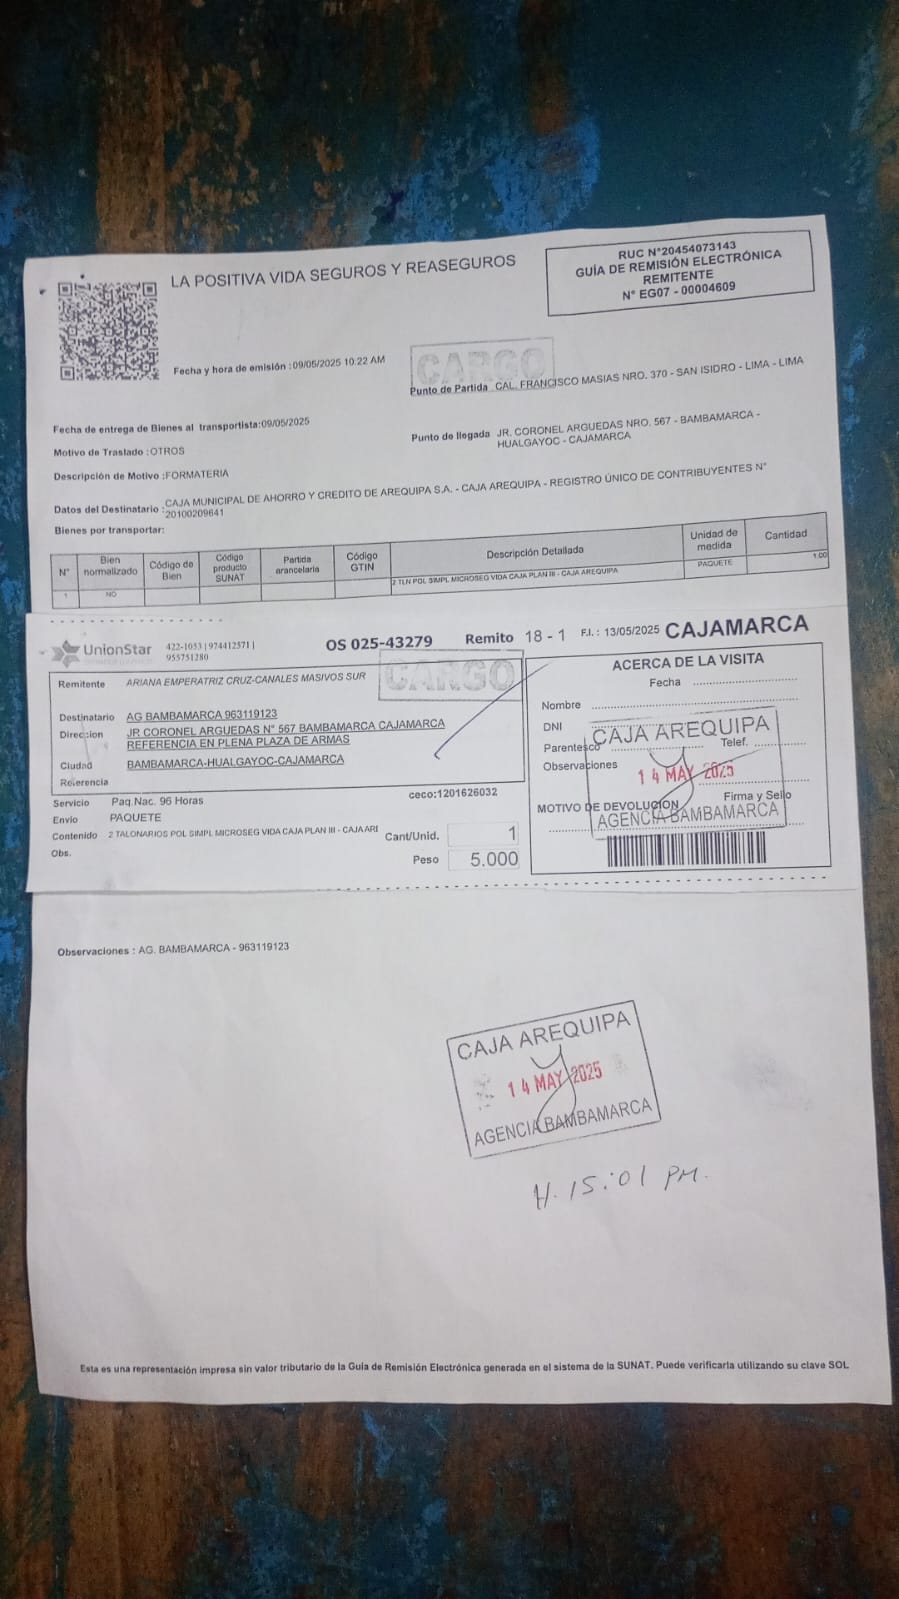 LA POSITIVA VIDA SEGUROS Y REASEGUROS
RUC N°20454073143
GUÍA DE REMISIÓN ELECTRÓNICA
REMITENTE
N° EG07 - 00004609
CARGO
Fecha y hora de emisión :09/05/2025 10:22 AM
Punto de Partida CAL. FRANCISCO MASIAS NRO. 370 - SAN ISIDRO - LIMA - LIMA
Fecha de entrega de Bienes al transportista:09/05/2025
Punto de llegada JR. CORONEL ARGUEDAS NRO. 567 - BAMBAMARCA -
HUALGAYOC - CAJAMARCA
Motivo de Traslado :OTROS
Descripción de Motivo :FORMATERIA
Datos del Destinatario :CAJA MUNICIPAL DE AHORRO Y CREDITO DE AREQUIPA S.A. - CAJA AREQUIPA - REGISTRO ÚNICO DE CONTRIBUYENTES N°
20100209641
Bienes por transportar:
N° Bien normalizado Código de Bien Código producto SUNAT Partida arancelaria Código GTIN Descripción Detallada Unidad de medida Cantidad
1 NO 2 TLN POL SIMPL MICROSEG VIDA CAJA PLAN III - CAJA AREQUIPA PAQUETE 1.00
UnionStar
422-1053 | 974412571 |
955751280
OS 025-43279
Remito 18 - 1
F.I. : 13/05/2025
CAJAMARCA
Remitente ARIANA EMPERATRIZ CRUZ-CANALES MASIVOS SUR
CARGO
Destinatario AG BAMBAMARCA 963119123
Dirección JR CORONEL ARGUEDAS N° 567 BAMBAMARCA CAJAMARCA
REFERENCIA EN PLENA PLAZA DE ARMAS
Ciudad BAMBAMARCA-HUALGAYOC-CAJAMARCA
Referencia
Servicio Paq.Nac. 96 Horas
ceco:1201626032
Envio PAQUETE
Contenido 2 TALONARIOS POL SIMPL MICROSEG VIDA CAJA PLAN III - CAJA ARI
Cant/Unid. 1
Obs.
Peso 5.000
ACERCA DE LA VISITA
Fecha
Nombre
DNI
Parentesco
Telef.
Observaciones
MOTIVO DE DEVOLUCION
Firma y Sello
CAJA AREQUIPA
14 MAY 2025
AGENCIA BAMBAMARCA
Observaciones : AG. BAMBAMARCA - 963119123
CAJA AREQUIPA
14 MAY 2025
AGENCIA BAMBAMARCA
H. 15:01 PM.
Esta es una representación impresa sin valor tributario de la Guía de Remisión Electrónica generada en el sistema de la SUNAT. Puede verificarla utilizando su clave SOL